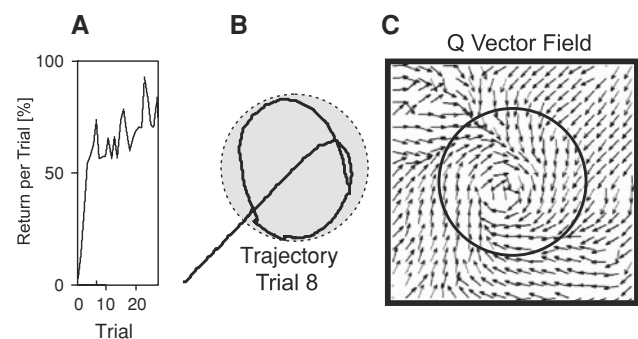 A
B
C
Q Vector Field
100
50
0
Return per Trial [%]
0 10 20
Trial
Trajectory
Trial 8